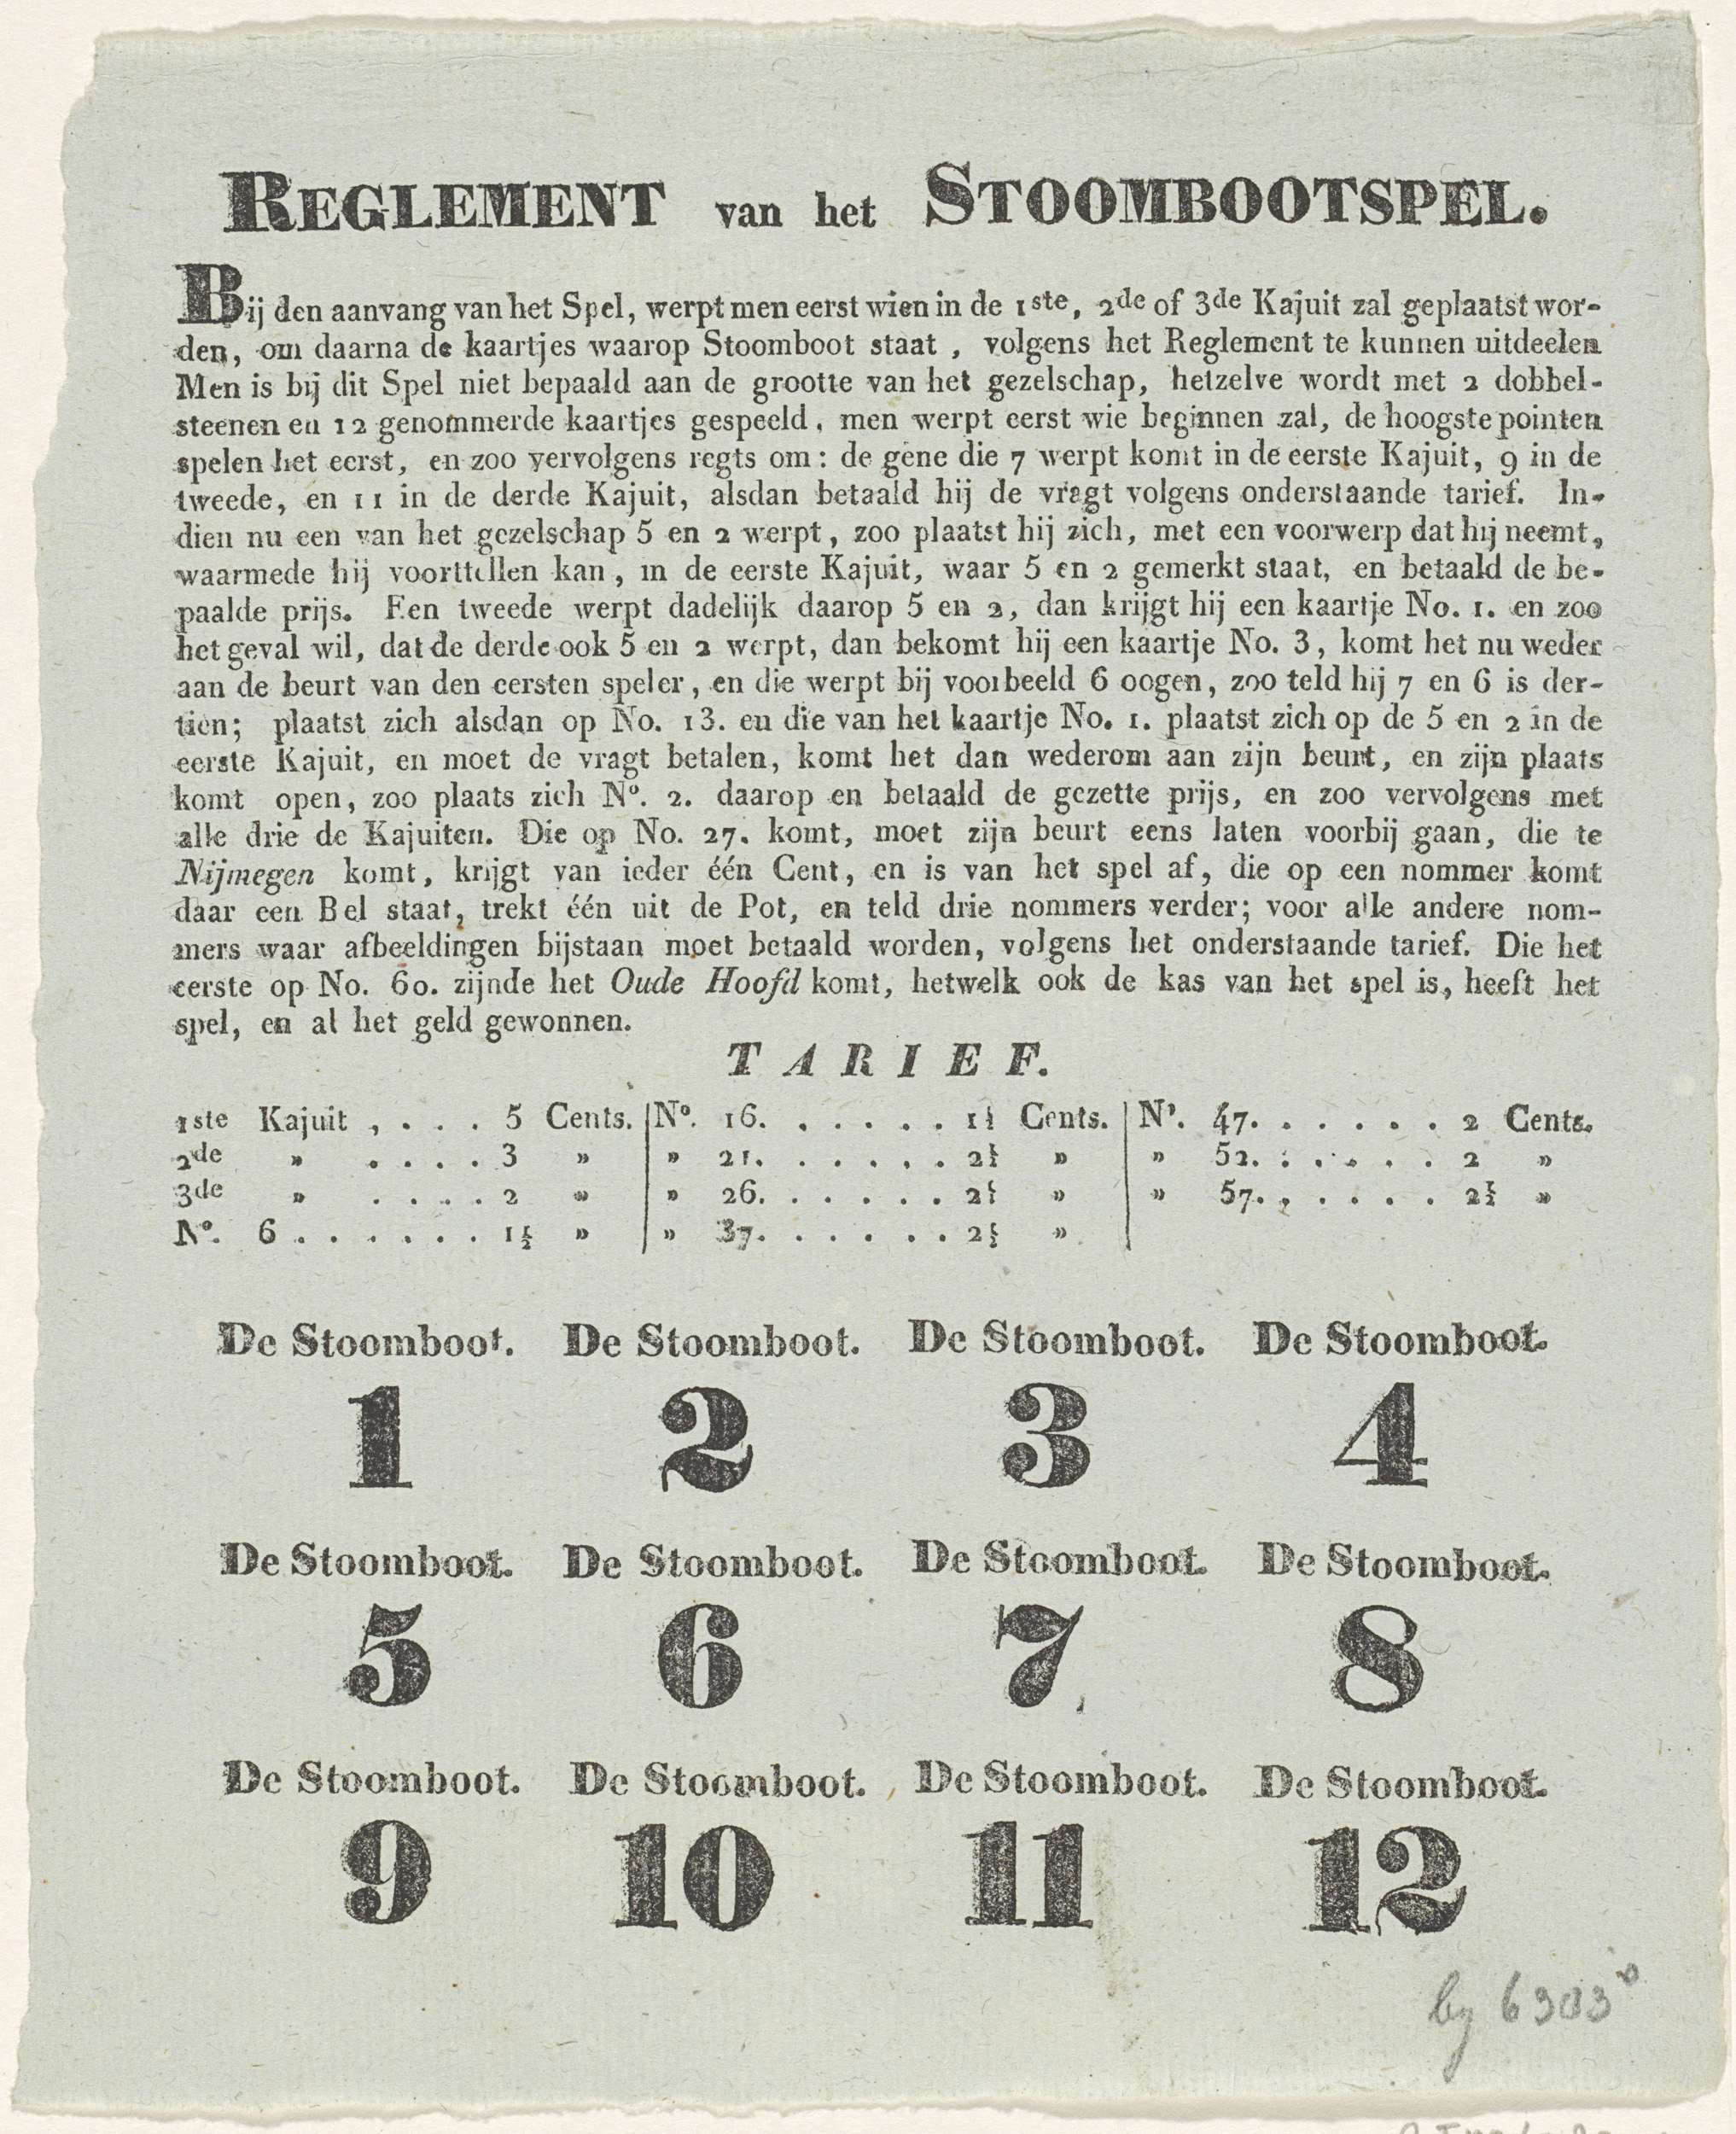 REGLEMENT van het STOOMBOOTSPEL.
Bij den aanvang van het Spel, werpt men eerst wien in de 1ste, 2de of 3de Kajuit zal geplaatst wor-
den, om daarna de kaartjes waarop Stoomboot staat, volgens het Reglement te kunnen uitdeelen
Men is bij dit Spel niet bepaald aan de grootte van het gezelschap, hetzelve wordt met 2 dobbel-
steenen en 12 genommerde kaartjes gespeeld, men werpt eerst wie beginnen zal, de hoogste pointen
spelen het eerst, en zoo vervolgens regts om: de gene die 7 werpt komt in de eerste Kajuit, 9 in de
tweede, en 11 in de derde Kajuit, alsdan betaald hij de vragt volgens onderstaande tarief. In-
dien nu een van het gezelschap 5 en 2 werpt, zoo plaatst hij zich, met een voorwerp dat hij neemt,
waarmede hij voorttellen kan, in de eerste Kajuit, waar 5 en 2 gemerkt staat, en betaald de be-
paalde prijs. Een tweede werpt dadelijk daarop 5 en 2, dan krijgt hij een kaartje No. 1. en zoo
het geval wil, dat de derde ook 5 en 2 werpt, dan bekomt hij een kaartje No. 3, komt het nu weder
aan de beurt van den eersten speler, en die werpt bij voorbeeld 6 oogen, zoo teld hij 7 en 6 is der-
tien; plaatst zich alsdan op No. 13. en die van het kaartje No. 1. plaatst zich op de 5 en 2 in de
eerste Kajuit, en moet de vragt betalen, komt het dan wederom aan zijn beurt, en zijn plaats
komt open, zoo plaats zich Nº. 2. daarop en betaald de gezette prijs, en zoo vervolgens met
alle drie de Kajuiten. Die op No. 27. komt, moet zijn beurt eens laten voorbij gaan, die te
Nijmegen komt, krijgt van ieder één Cent, en is van het spel af, die op een nommer komt
daar een Bel staat, trekt één uit de Pot, en teld drie nommers verder; voor alle andere nom-
mers waar afbeeldingen bijstaan moet betaald worden, volgens het onderstaande tarief. Die het
eerste op No. 60. zijnde het Oude Hoofd komt, hetwelk ook de kas van het spel is, heeft het
spel, en al het geld gewonnen.
TARIEF.
1ste Kajuit , . . . 5 Cents. Nº. 16. . . . . . . 1½ Cents. Nº. 47. . . . . . . 2 Cents.
2de » . . . . 3 » » 21. . . . . . . 2½ » » 52. . . . . . . 2 »
3de » . . . . 2 » » 26. . . . . . . 2½ » » 57. . . . . . . 2½ »
Nº. 6 . . . . . . . 1½ » » 37. . . . . . . 2½ »
De Stoomboot. De Stoomboot. De Stoomboot. De Stoomboot.
1 2 3 4
De Stoomboot. De Stoomboot. De Stoomboot. De Stoomboot.
5 6 7 8
De Stoomboot. De Stoomboot. De Stoomboot. De Stoomboot.
9 10 11 12
by 6303º